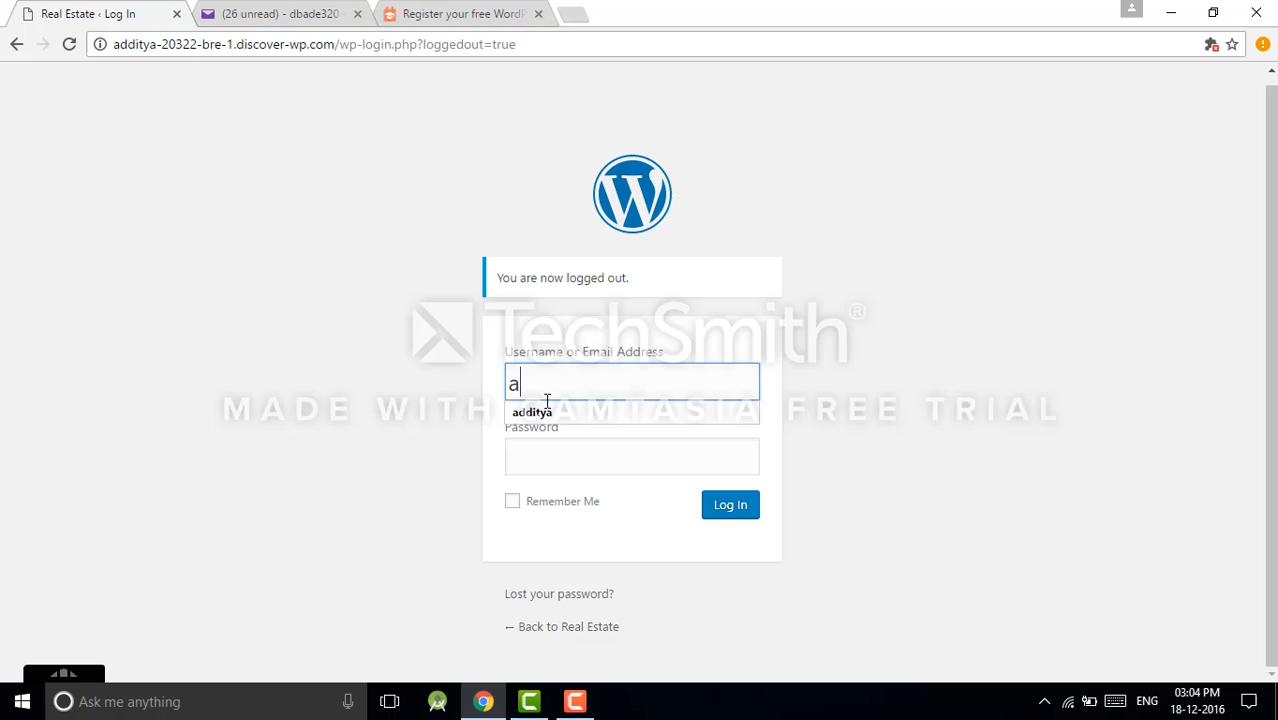 Real Estate ‹ Log In
(26 unread) - dbade320
Register your free WordP
additya-20322-bre-1.discover-wp.com/wp-login.php?loggedout=true
You are now logged out.
TechSmith®
Username or Email Address
a
MADE WITH CAMTASIA FREE TRIAL
additya
Password
Remember Me
Log In
Lost your password?
← Back to Real Estate
Ask me anything
ENG
03:04 PM
18-12-2016